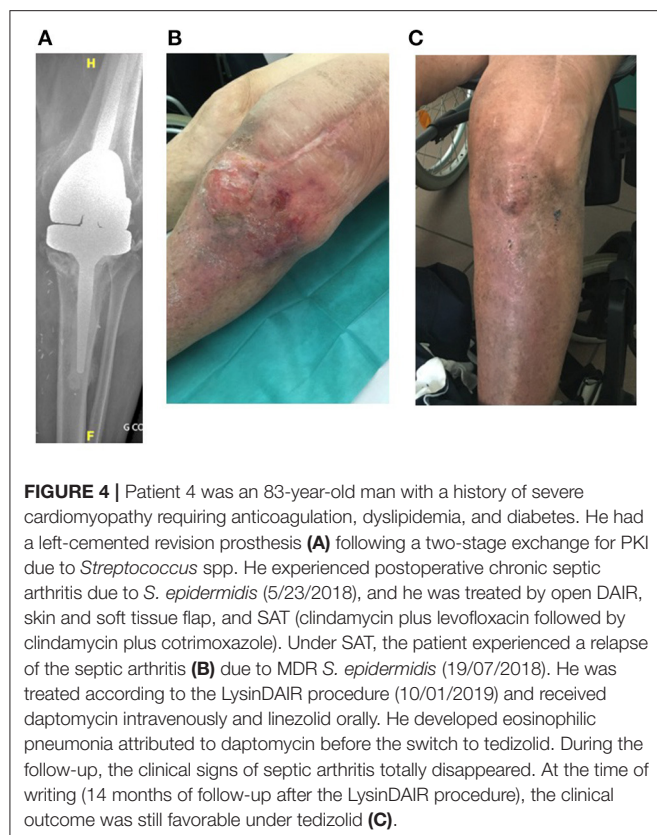 A
B
C
H
F
G CO
FIGURE 4 | Patient 4 was an 83-year-old man with a history of severe
cardiomyopathy requiring anticoagulation, dyslipidemia, and diabetes. He had
a left-cemented revision prosthesis (A) following a two-stage exchange for PKI
due to Streptococcus spp. He experienced postoperative chronic septic
arthritis due to S. epidermidis (5/23/2018), and he was treated by open DAIR,
skin and soft tissue flap, and SAT (clindamycin plus levofloxacin followed by
clindamycin plus cotrimoxazole). Under SAT, the patient experienced a relapse
of the septic arthritis (B) due to MDR S. epidermidis (19/07/2018). He was
treated according to the LysinDAIR procedure (10/01/2019) and received
daptomycin intravenously and linezolid orally. He developed eosinophilic
pneumonia attributed to daptomycin before the switch to tedizolid. During the
follow-up, the clinical signs of septic arthritis totally disappeared. At the time of
writing (14 months of follow-up after the LysinDAIR procedure), the clinical
outcome was still favorable under tedizolid (C).